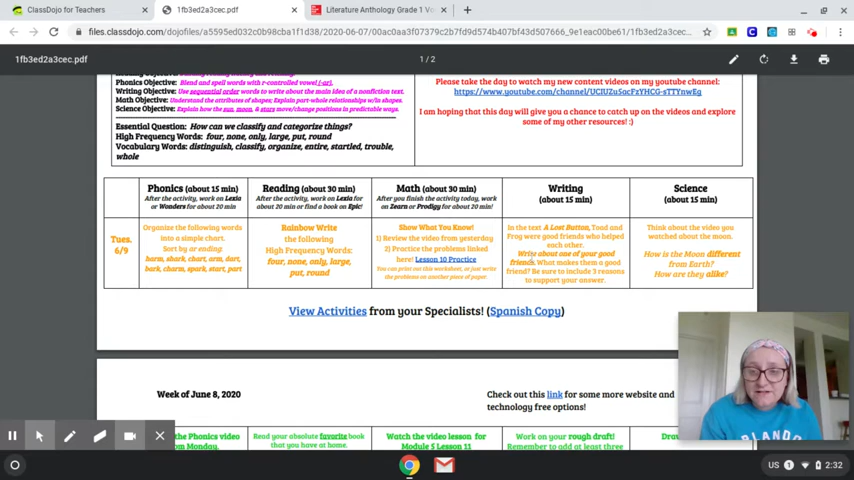 ClassDojo for Teachers
1fb3ed2a3cec.pdf
Literature Anthology Grade 1 Vo
files.classdojo.com/dojofiles/a5595ed032d0b98cba1f1d38/2020-06-07/00ac0aa3f07379c2b7fd9d574b407bf43d507666_9ecac60be61c_1fb3ed2a3cec.pdf
1fb3ed2a3cec.pdf
1 / 2
Phonics Objective: Blend and spell words with r-controlled vowel (-ar).
Writing Objective: Use sequential order words to write about the main idea of a nonfiction text.
Math Objective: Understand the attributes of shapes; Explain part-whole relationships w/in shapes.
Science Objective: Explain how the sun, moon, & stars move/change positions in predictable ways.
Essential Question: How can we classify and categorize things?
High Frequency Words: four, none, only, large, put, round
Vocabulary Words: distinguish, classify, organize, entire, startled, trouble,
whole
Please take the day to watch my new content videos on my youtube channel:
https://www.youtube.com/channel/UClUZu5acFzYHCG-sTTYnwEg
I am hoping that this day will give you a chance to catch up on the videos and explore
some of my other resources! :)
Phonics (about 15 min)
After the activity, work on Lexia
or Wonders for about 20 min
Reading (about 30 min)
After the activity, work on Lexia for
about 20 min or find a book on Epic!
Math (about 30 min)
After you finish the activity today, work
on Zearn or Prodigy for about 20 min!
Writing
(about 15 min)
Science
(about 15 min)
Tues.
6/9
Organize the following words
into a simple chart.
Sort by ar ending.
harm, shark, chart, arm, dart,
bark, charm, spark, start, part
Rainbow Write
the following
High Frequency Words:
four, none, only, large,
put, round
Show What You Know!
1) Review the video from yesterday
2) Practice the problems linked
here! Lesson 10 Practice
You can print out this worksheet, or just write
the problems on another piece of paper.
In the text A Lost Button, Toad and
Frog were good friends who helped
each other.
Write about one of your good
friends. What makes them a good
friend? Be sure to include 3 reasons
to support your answer.
Think about the video you
watched about the moon.
How is the Moon different
from Earth?
How are they alike?
View Activities from your Specialists! (Spanish Copy)
Week of June 8, 2020
Check out this link for some more website and
technology free options!
the Phonics video
om Monday.
Read your absolute favorite book
that you have at home.
Watch the video lesson for
Module 5 Lesson 11
Work on your rough draft!
Remember to add at least three
Draw
US
1
2:32